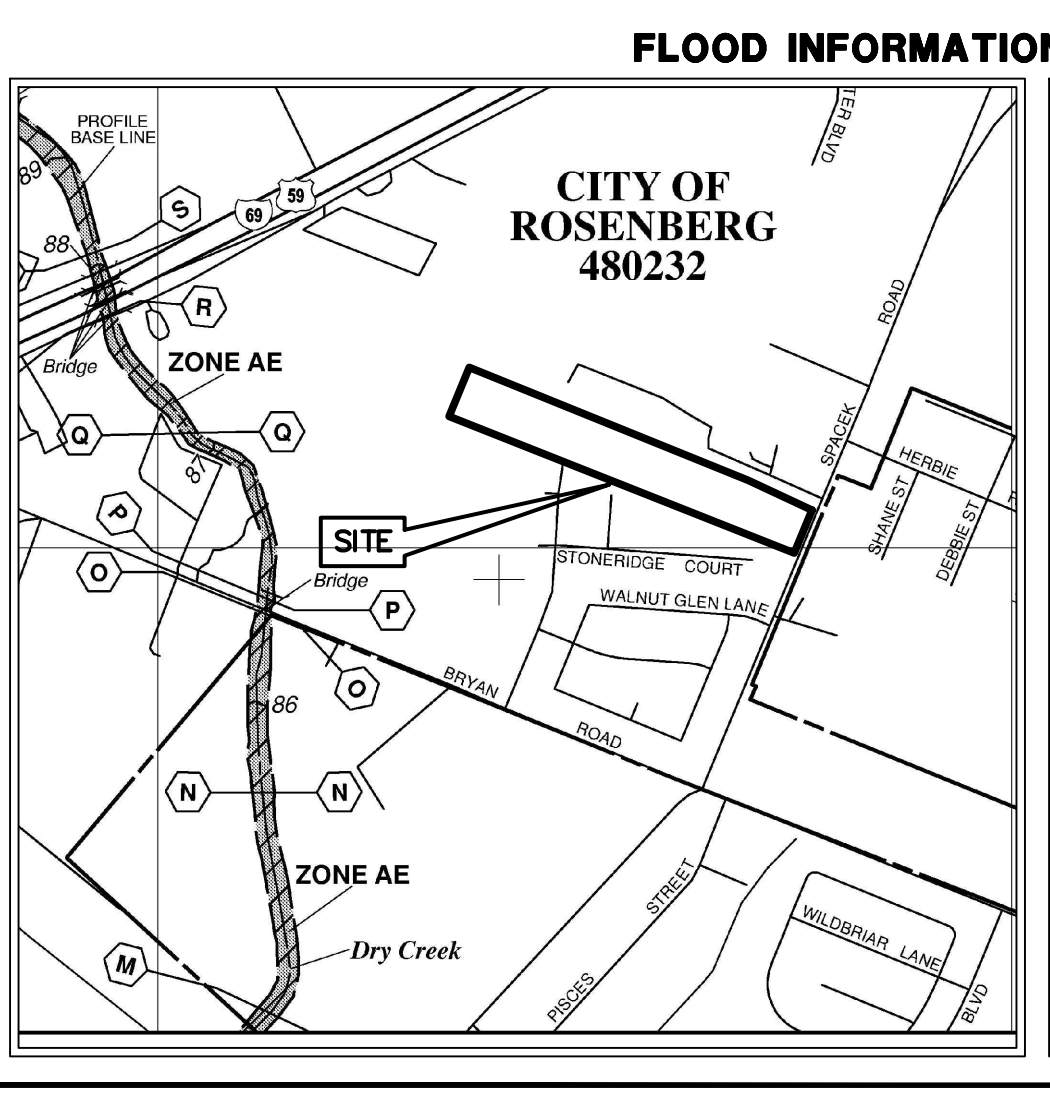 FLOOD INFORMATION
PROFILE
BASE LINE
TER BLVD
89
S
59
69
CITY OF
ROSENBERG
480232
88
R
ROAD
Bridge
ZONE AE
SPACEK
Q
Q
87
HERBIE
SHANE ST
DEBBIE ST
P
SITE
O
Bridge
STONERIDGE COURT
WALNUT GLEN LANE
P
O
BRYAN
ROAD
86
N
N
ZONE AE
STREET
Dry Creek
WILDBRIAR LANE
M
PISCES
BLVD